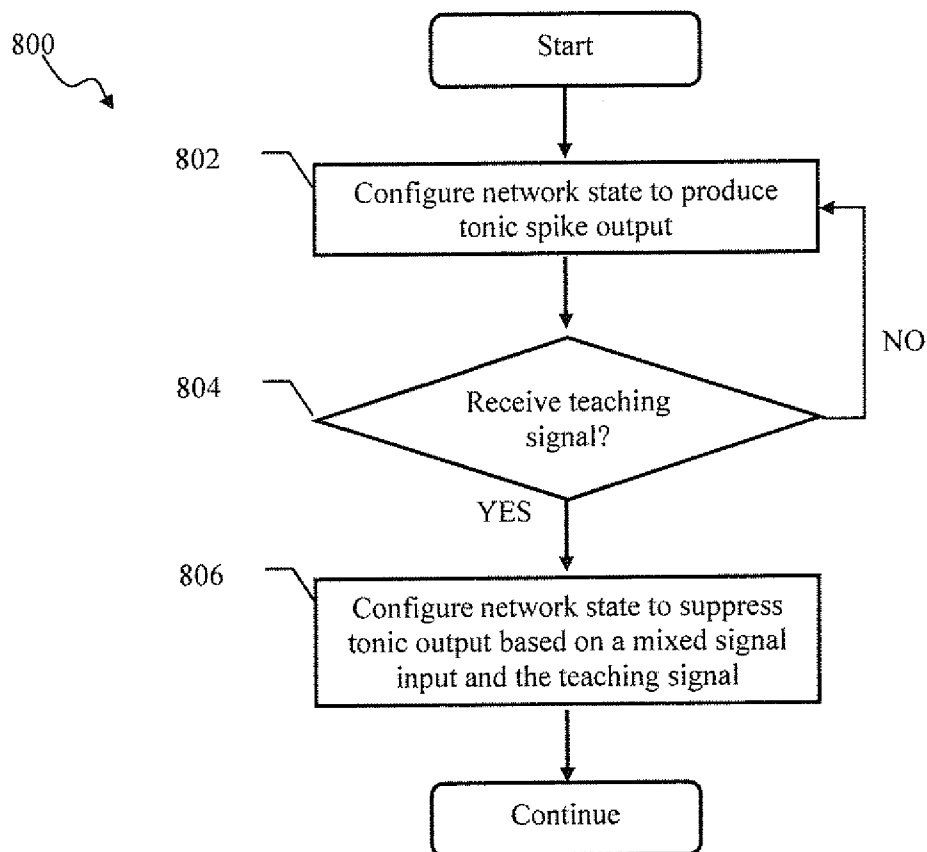 800
Start
802
Configure network state to produce
tonic spike output
NO
804
Receive teaching
signal?
YES
806
Configure network state to suppress
tonic output based on a mixed signal
input and the teaching signal
Continue